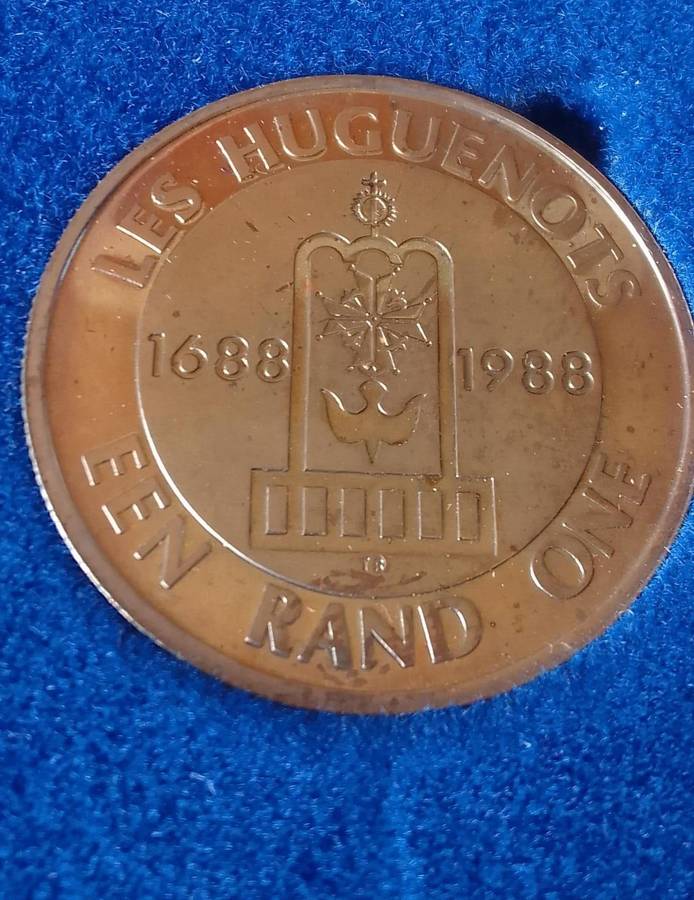 LES HUGUENOTS
1688 1988
EEN RAND ONE